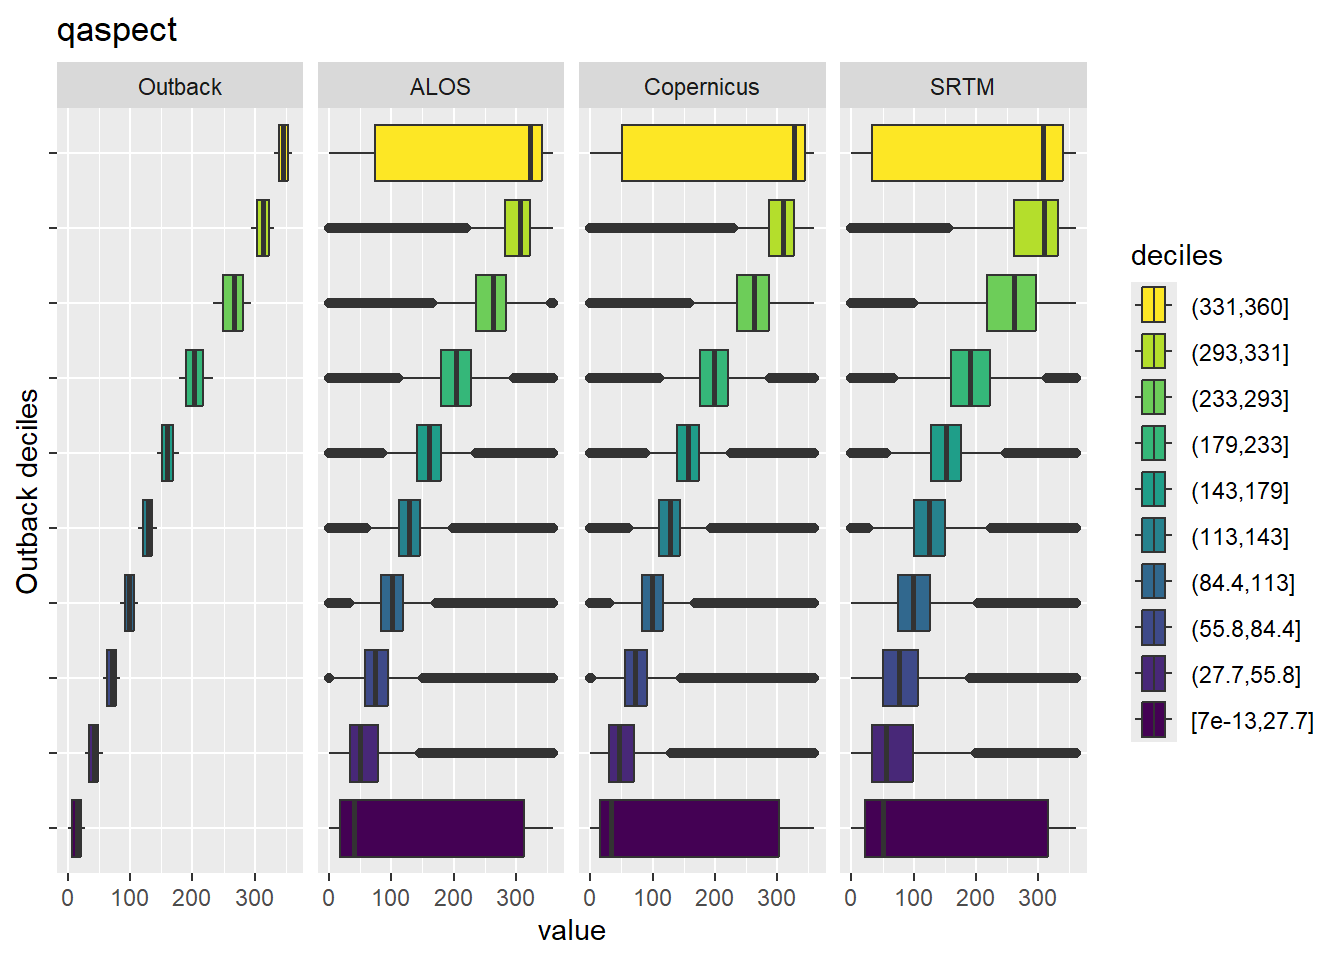 qaspect
Outback
ALOS
Copernicus
SRTM
Outback deciles
0 100 200 300
0 100 200 300
0 100 200 300
0 100 200 300
value
deciles
(331,360]
(293,331]
(233,293]
(179,233]
(143,179]
(113,143]
(84.4,113]
(55.8,84.4]
(27.7,55.8]
[7e-13,27.7]